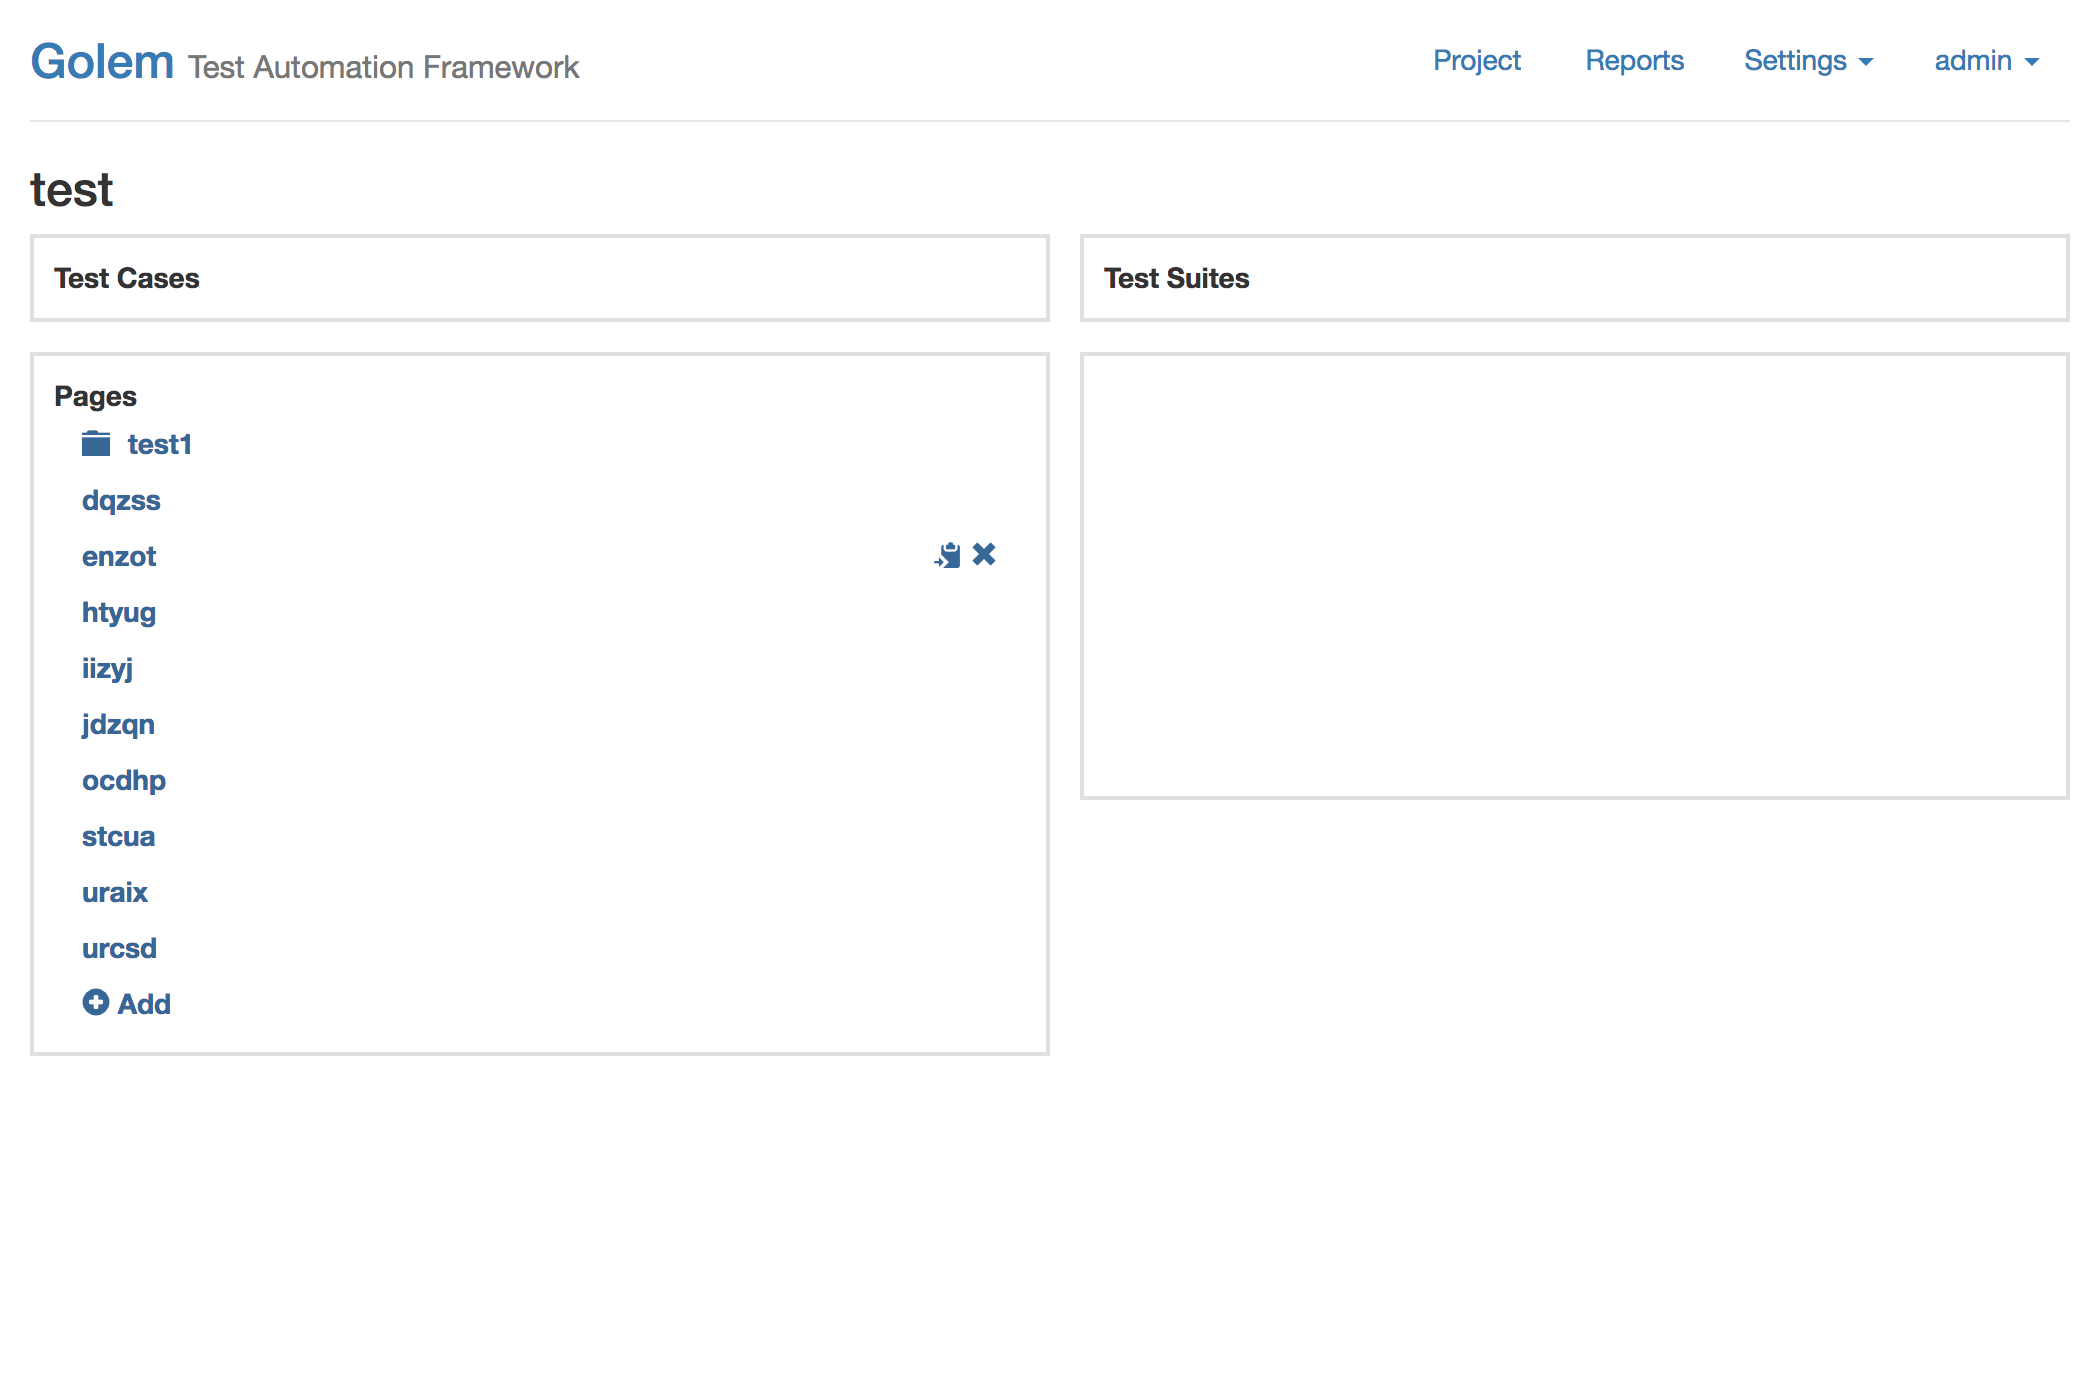 Golem Test Automation Framework
Project Reports Settings admin
test
Test Cases
Test Suites
Pages
test1
dqzss
enzot
htyug
iizyj
jdzqn
ocdhp
stcua
uraix
urcsd
Add